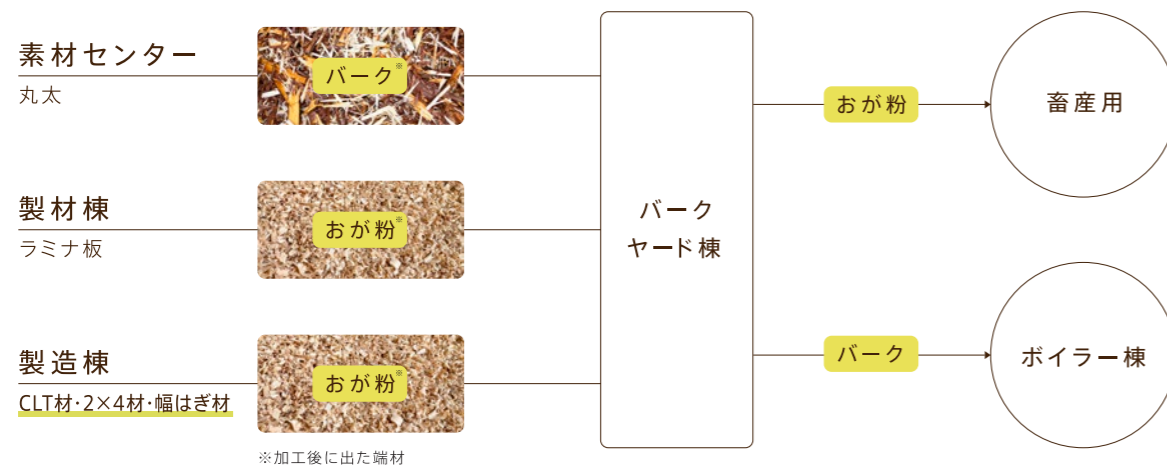 素材センター
丸太
バーク※
製材棟
ラミナ板
おが粉※
製造棟
CLT材・2×4材・幅はぎ材
おが粉※
※加工後に出た端材
バーク
ヤード棟
おが粉
畜産用
バーク
ボイラー棟